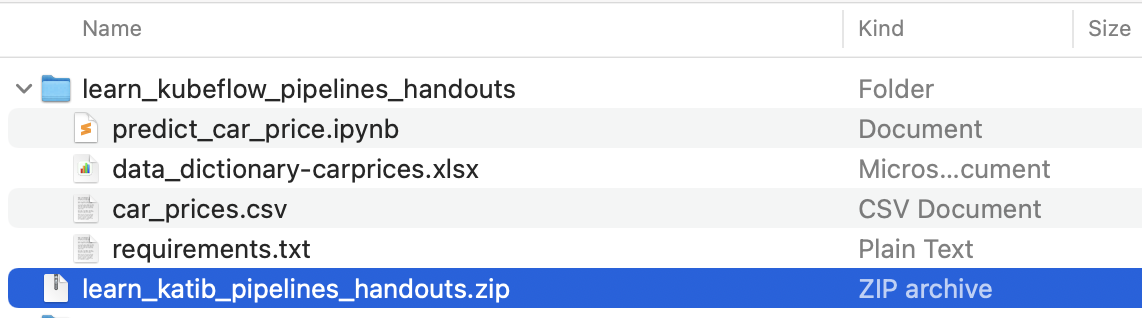 Name Kind Size
learn_kubeflow_pipelines_handouts Folder
predict_car_price.ipynb Document
data_dictionary-carprices.xlsx Micros...cument
car_prices.csv CSV Document
requirements.txt Plain Text
learn_katib_pipelines_handouts.zip ZIP archive